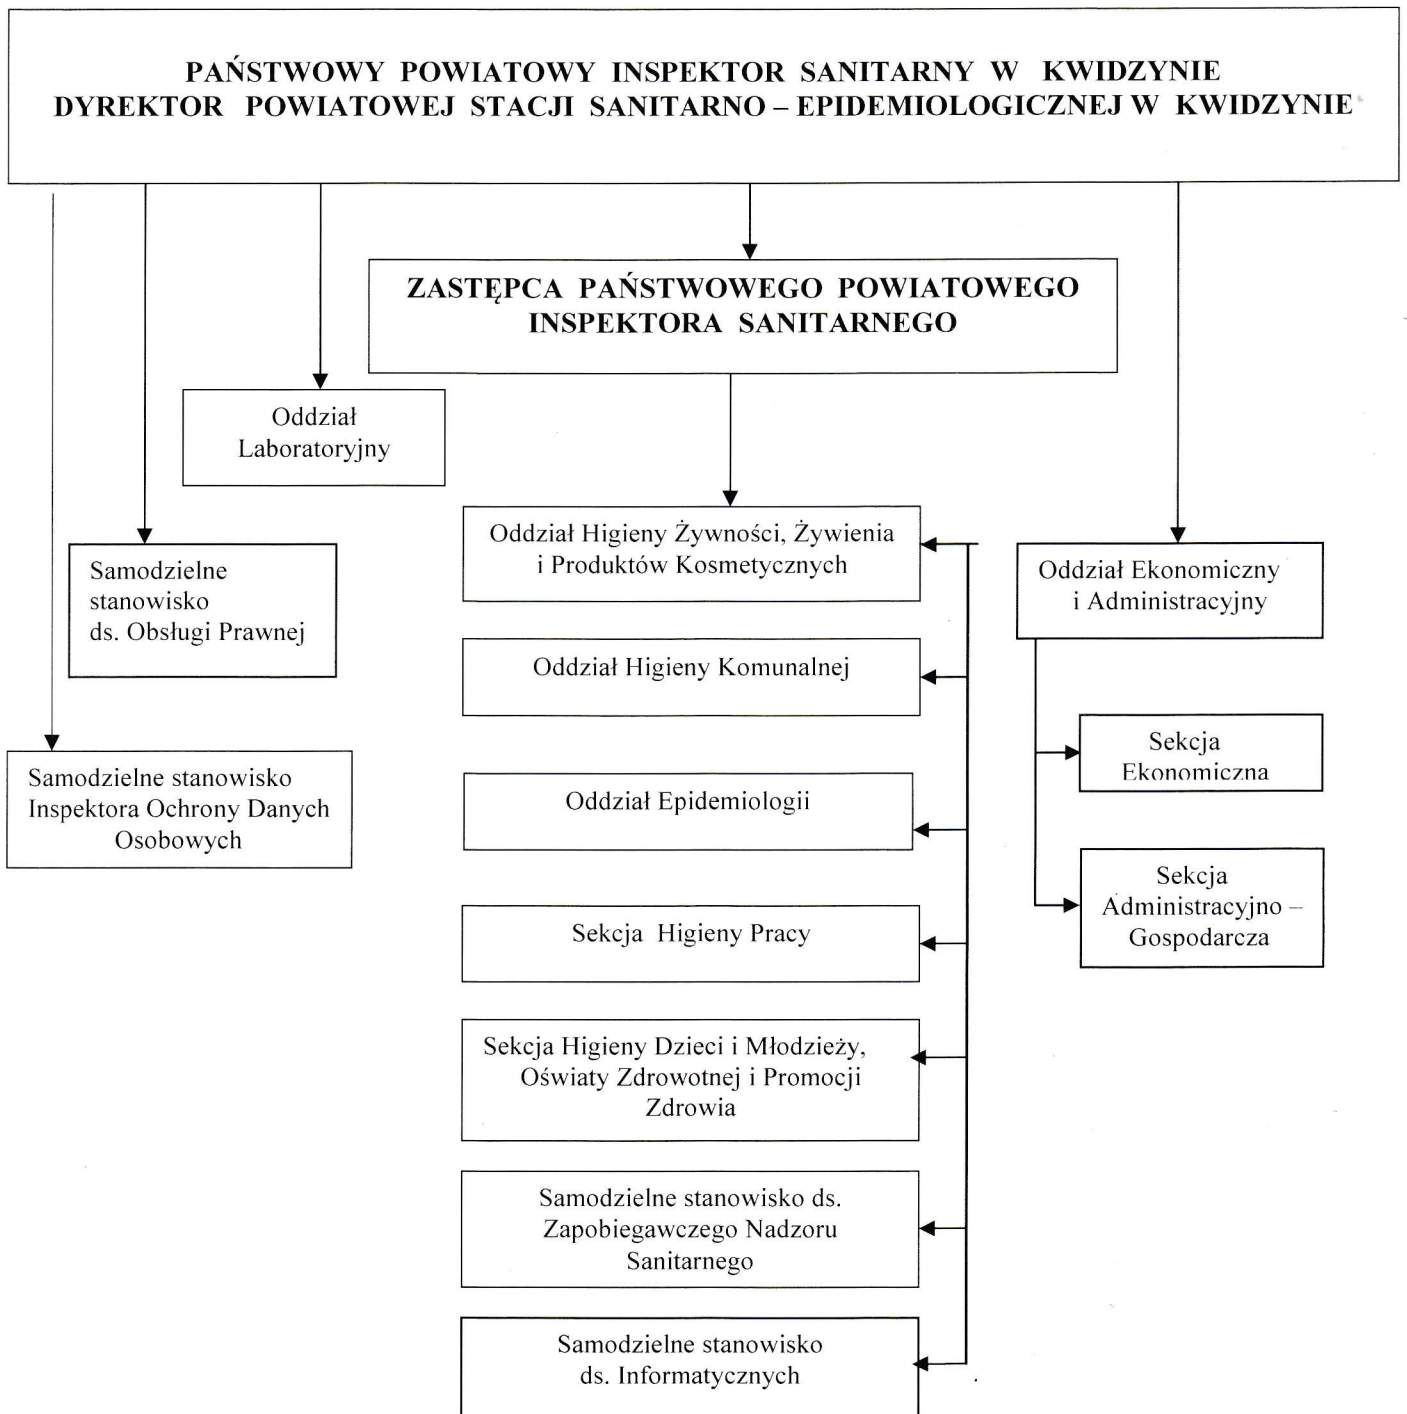 PAŃSTWOWY POWIATOWY INSPEKTOR SANITARNY W KWIDZYNIE
DYREKTOR POWIATOWEJ STACJI SANITARNO – EPIDEMIOLOGICZNEJ W KWIDZYNIE
ZASTĘPCA PAŃSTWOWEGO POWIATOWEGO
INSPEKTORA SANITARNEGO
Oddział
Laboratoryjny
Samodzielne
stanowisko
ds. Obsługi Prawnej
Samodzielne stanowisko
Inspektora Ochrony Danych
Osobowych
Oddział Higieny Żywności, Żywienia
i Produktów Kosmetycznych
Oddział Higieny Komunalnej
Oddział Epidemiologii
Sekcja Higieny Pracy
Sekcja Higieny Dzieci i Młodzieży,
Oświaty Zdrowotnej i Promocji
Zdrowia
Samodzielne stanowisko ds.
Zapobiegawczego Nadzoru
Sanitarnego
Samodzielne stanowisko
ds. Informatycznych
Oddział Ekonomiczny
i Administracyjny
Sekcja
Ekonomiczna
Sekcja
Administracyjno –
Gospodarcza